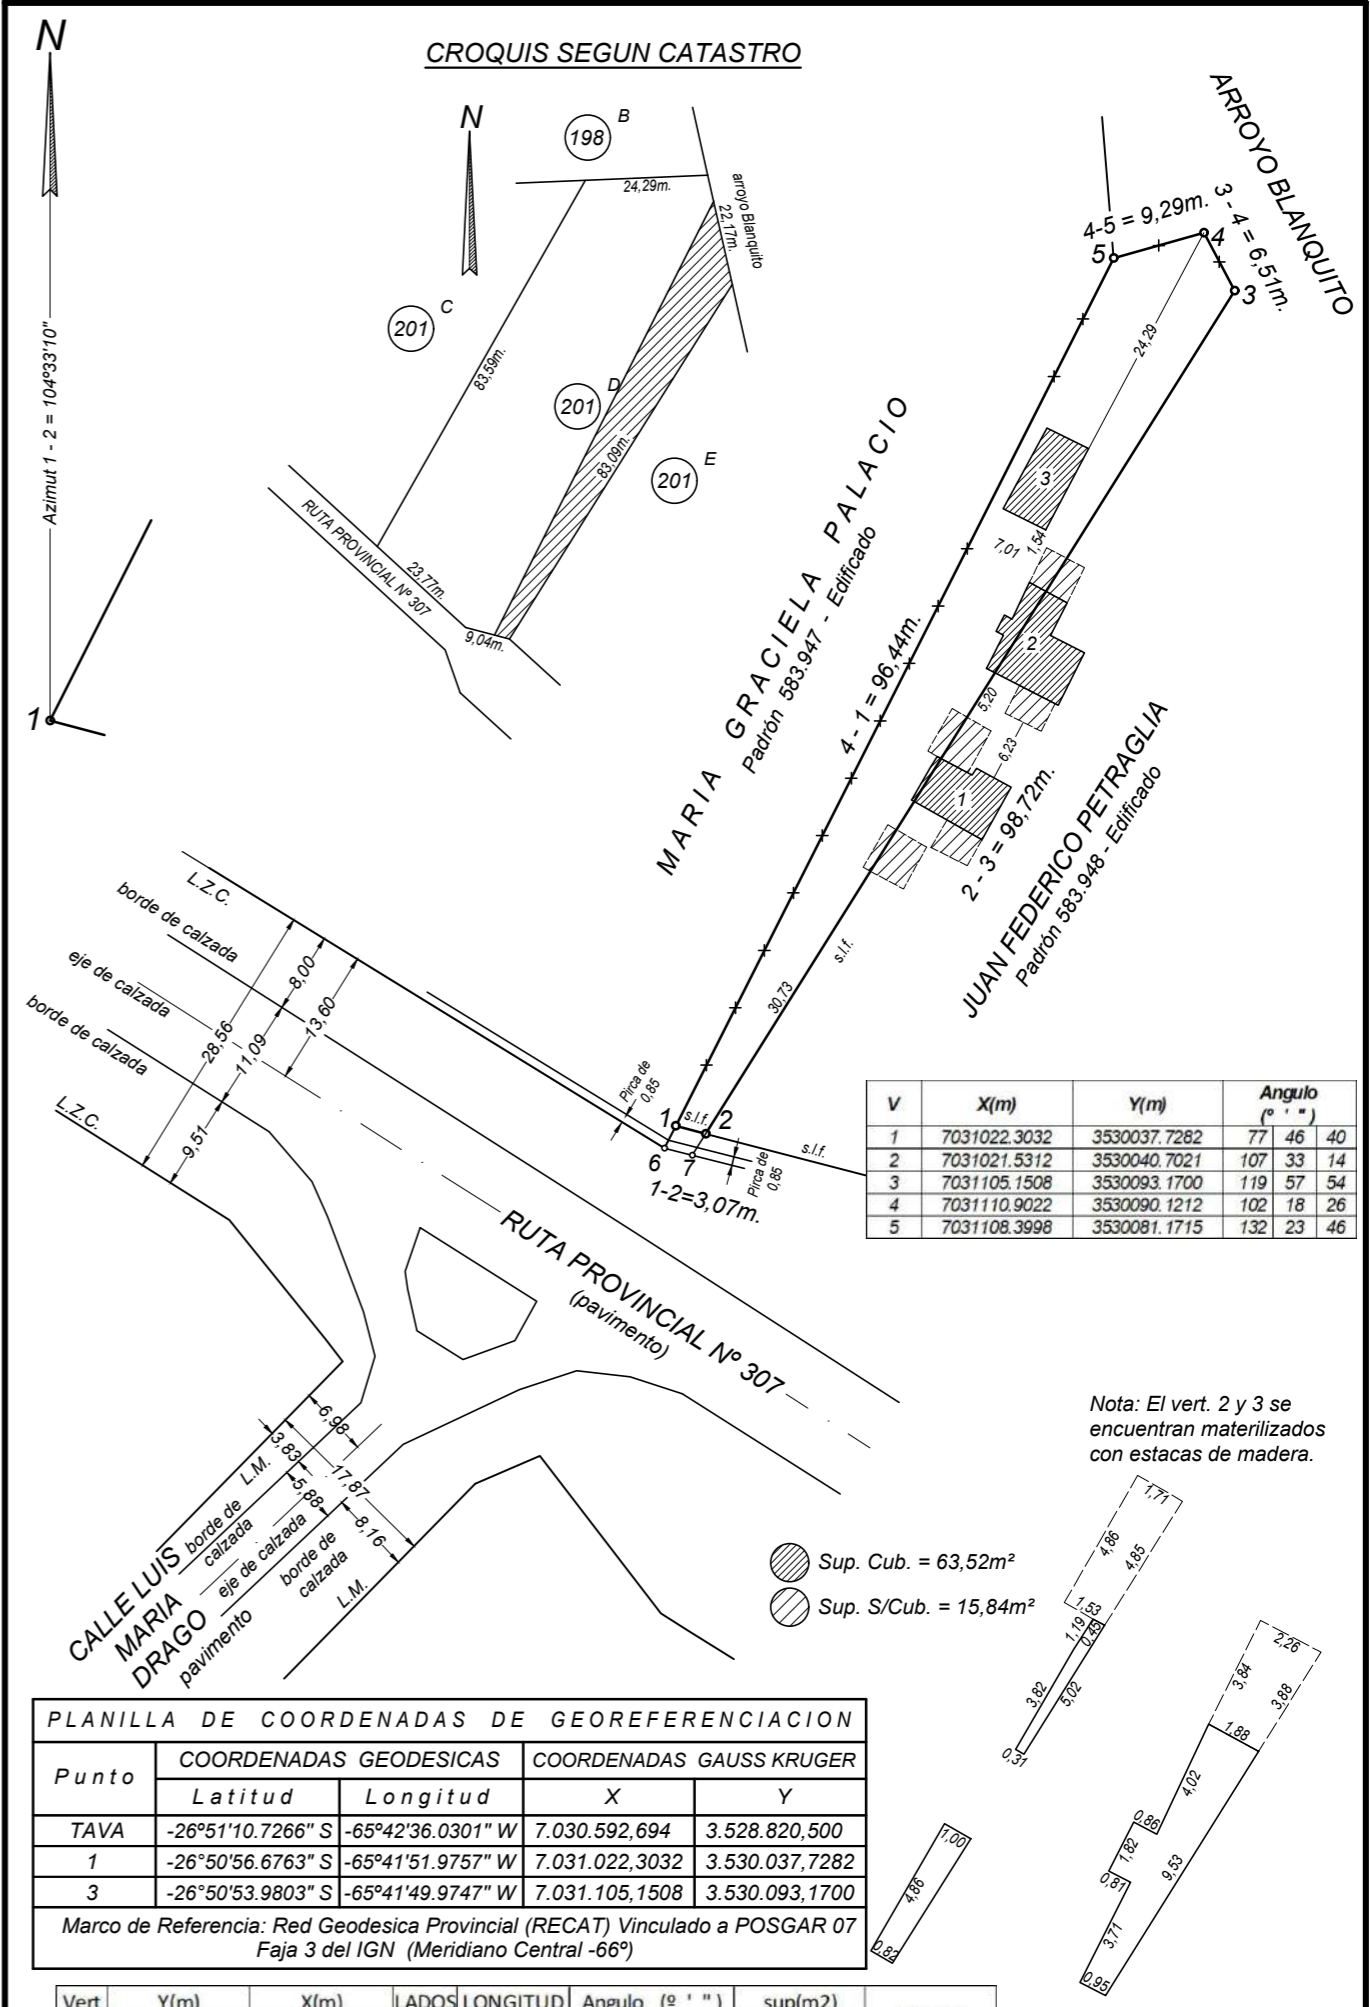 N
CROQUIS SEGUN CATASTRO
N
198
B
24,29m.
arroyo Blanquito
22,17m.
201
C
83,59m.
201
D
83,09m.
201
E
RUTA PROVINCIAL Nº 307
23,77m.
9,04m.
Azimut 1 - 2 = 104º33'10"
1
ARROYO BLANQUITO
4-5 = 9,29m.
3 - 4 = 6,51m.
5
4
3
24,29
3
7,01
1,54
2
5,20
6,23
1
MARIA GRACIELA PALACIO
Padrón 583.947 - Edificado
4 - 1 = 96,44m.
2 - 3 = 98,72m.
JUAN FEDERICO PETRAGLIA
Padrón 583.948 - Edificado
s.l.f.
30,73
L.Z.C.
borde de calzada
eje de calzada
borde de calzada
L.Z.C.
8,00
13,60
28,56
11,09
9,51
Pirca de
0,85
1
s.l.f.
2
s.l.f.
6
7
Pirca de
0,85
1-2=3,07m.
V X(m) Y(m) Angulo
(º ' ")
1 7031022.3032 3530037.7282 77 46 40
2 7031021.5312 3530040.7021 107 33 14
3 7031105.1508 3530093.1700 119 57 54
4 7031110.9022 3530090.1212 102 18 26
5 7031108.3998 3530081.1715 132 23 46
RUTA PROVINCIAL Nº 307
(pavimento)
Nota: El vert. 2 y 3 se
encuentran materilizados
con estacas de madera.
6,98
3,83
17,87
5,88
8,16
L.M.
borde de
calzada
eje de calzada
borde de
calzada
L.M.
CALLE LUIS
MARIA
DRAGO
pavimento
Sup. Cub. = 63,52m²
Sup. S/Cub. = 15,84m²
1,71
4,86
4,85
1,53
1,19
0,45
3,82
5,02
0,31
2,26
3,84
3,88
1,88
4,02
0,86
1,82
9,53
0,81
3,71
0,95
1,00
4,86
0,82
PLANILLA DE COORDENADAS DE GEOREFERENCIACION
Punto COORDENADAS GEODESICAS COORDENADAS GAUSS KRUGER
Latitud Longitud X Y
TAVA -26º51'10.7266" S -65º42'36.0301" W 7.030.592,694 3.528.820,500
1 -26º50'56.6763" S -65º41'51.9757" W 7.031.022,3032 3.530.037,7282
3 -26º50'53.9803" S -65º41'49.9747" W 7.031.105,1508 3.530.093,1700
Marco de Referencia: Red Geodesica Provincial (RECAT) Vinculado a POSGAR 07
Faja 3 del IGN (Meridiano Central -66º)
Vert Y(m) X(m) LADOS LONGITUD Angulo (º ' ") sup(m2)